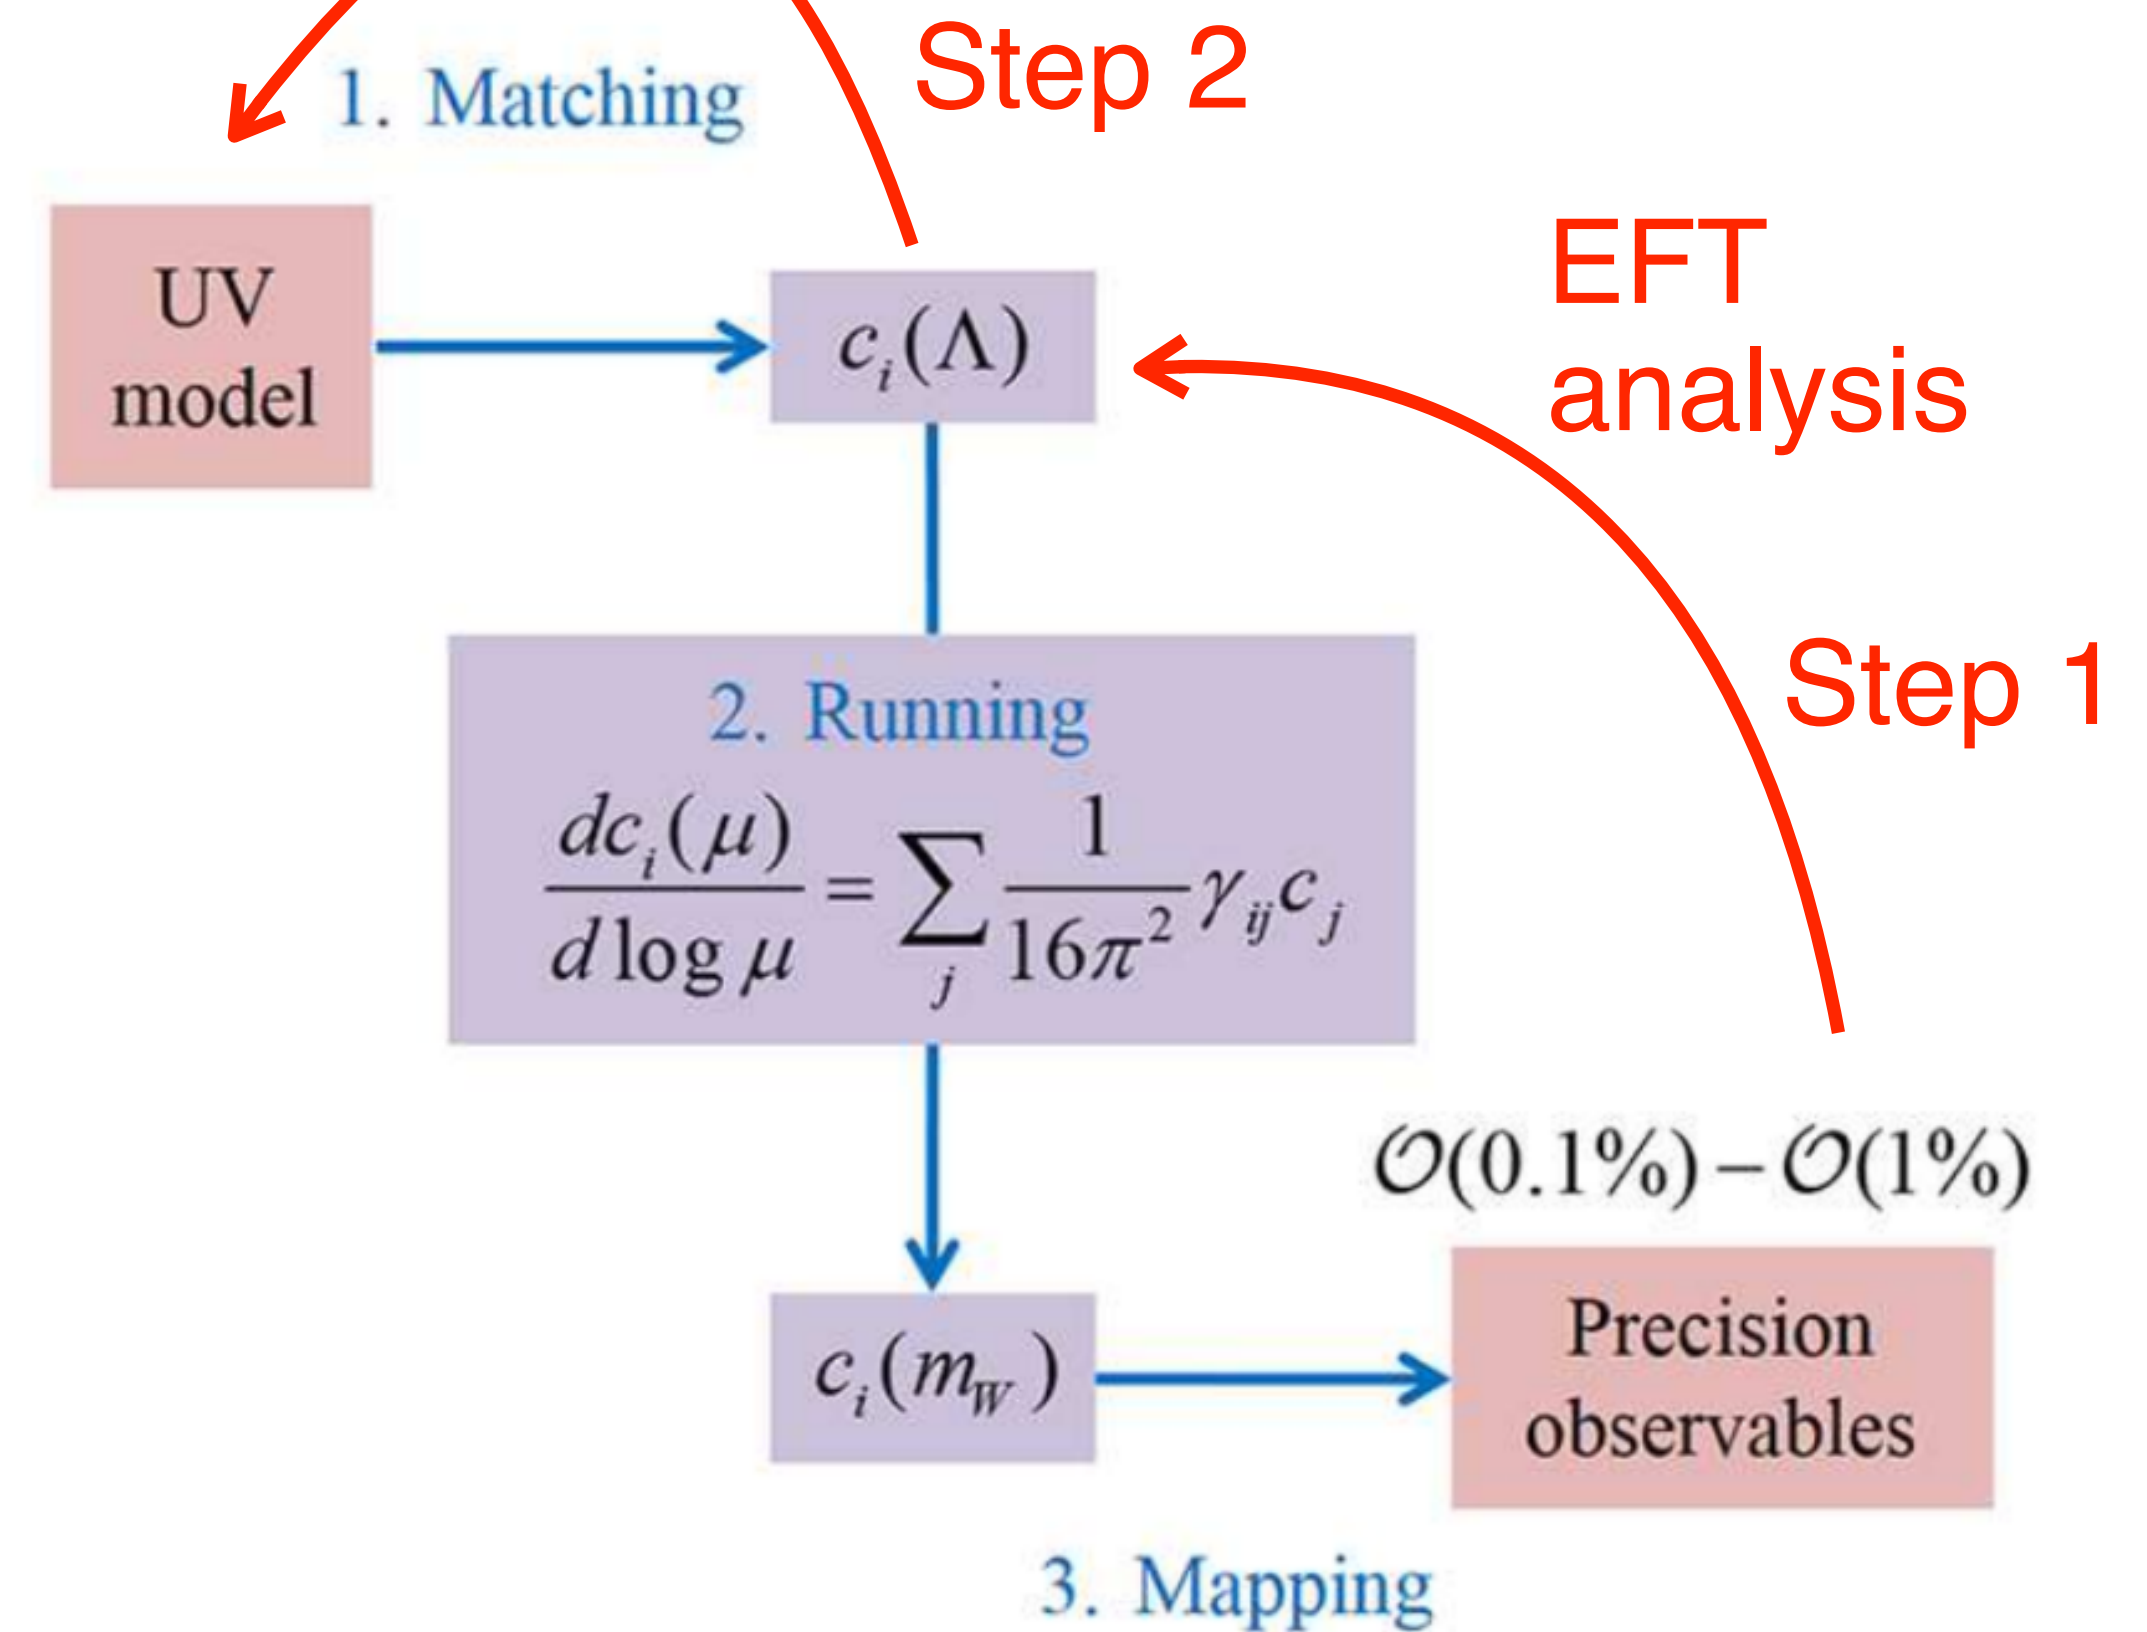 Step 2
1. Matching
EFT
analysis
UV
model
c_i(Λ)
Step 1
2. Running
dc_i(μ)/d log μ = ∑_j 1/16π² γ_ij c_j
𝒪(0.1%) – 𝒪(1%)
c_i(m_W)
Precision
observables
3. Mapping